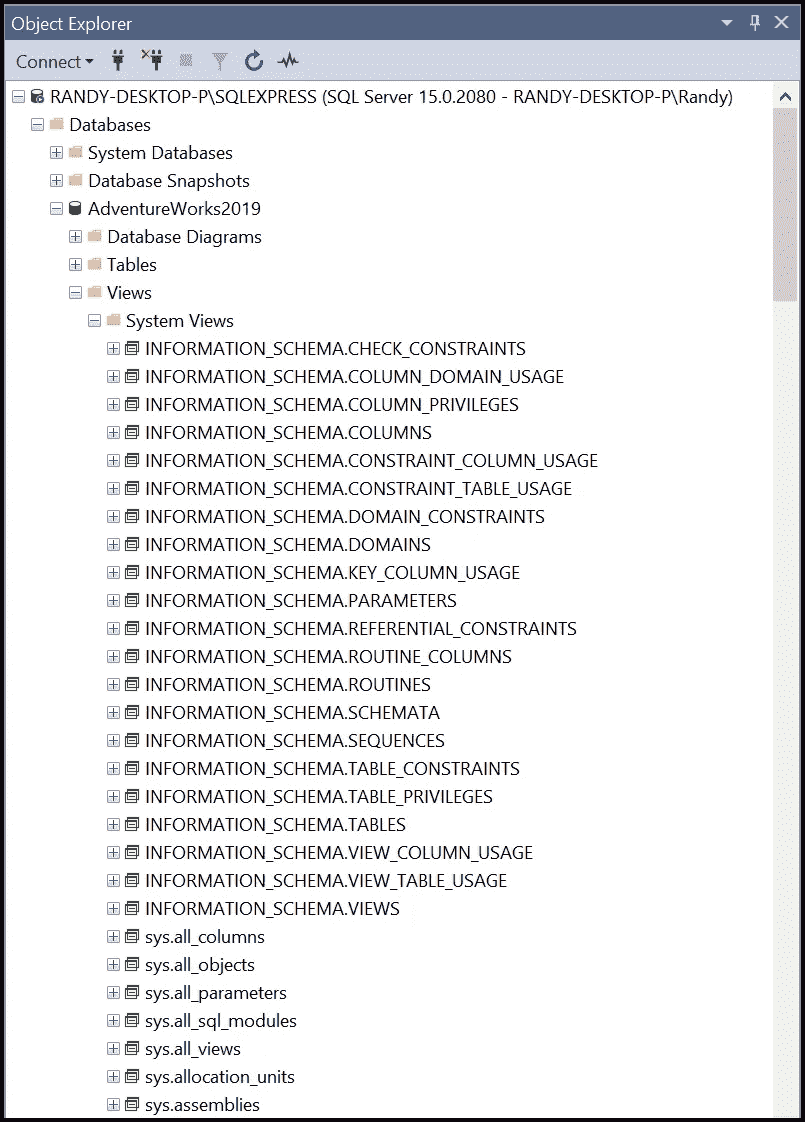 Object Explorer
Connect
RANDY-DESKTOP-P\SQLEXPRESS (SQL Server 15.0.2080 - RANDY-DESKTOP-P\Randy)
Databases
System Databases
Database Snapshots
AdventureWorks2019
Database Diagrams
Tables
Views
System Views
INFORMATION_SCHEMA.CHECK_CONSTRAINTS
INFORMATION_SCHEMA.COLUMN_DOMAIN_USAGE
INFORMATION_SCHEMA.COLUMN_PRIVILEGES
INFORMATION_SCHEMA.COLUMNS
INFORMATION_SCHEMA.CONSTRAINT_COLUMN_USAGE
INFORMATION_SCHEMA.CONSTRAINT_TABLE_USAGE
INFORMATION_SCHEMA.DOMAIN_CONSTRAINTS
INFORMATION_SCHEMA.DOMAINS
INFORMATION_SCHEMA.KEY_COLUMN_USAGE
INFORMATION_SCHEMA.PARAMETERS
INFORMATION_SCHEMA.REFERENTIAL_CONSTRAINTS
INFORMATION_SCHEMA.ROUTINE_COLUMNS
INFORMATION_SCHEMA.ROUTINES
INFORMATION_SCHEMA.SCHEMATA
INFORMATION_SCHEMA.SEQUENCES
INFORMATION_SCHEMA.TABLE_CONSTRAINTS
INFORMATION_SCHEMA.TABLE_PRIVILEGES
INFORMATION_SCHEMA.TABLES
INFORMATION_SCHEMA.VIEW_COLUMN_USAGE
INFORMATION_SCHEMA.VIEW_TABLE_USAGE
INFORMATION_SCHEMA.VIEWS
sys.all_columns
sys.all_objects
sys.all_parameters
sys.all_sql_modules
sys.all_views
sys.allocation_units
sys.assemblies